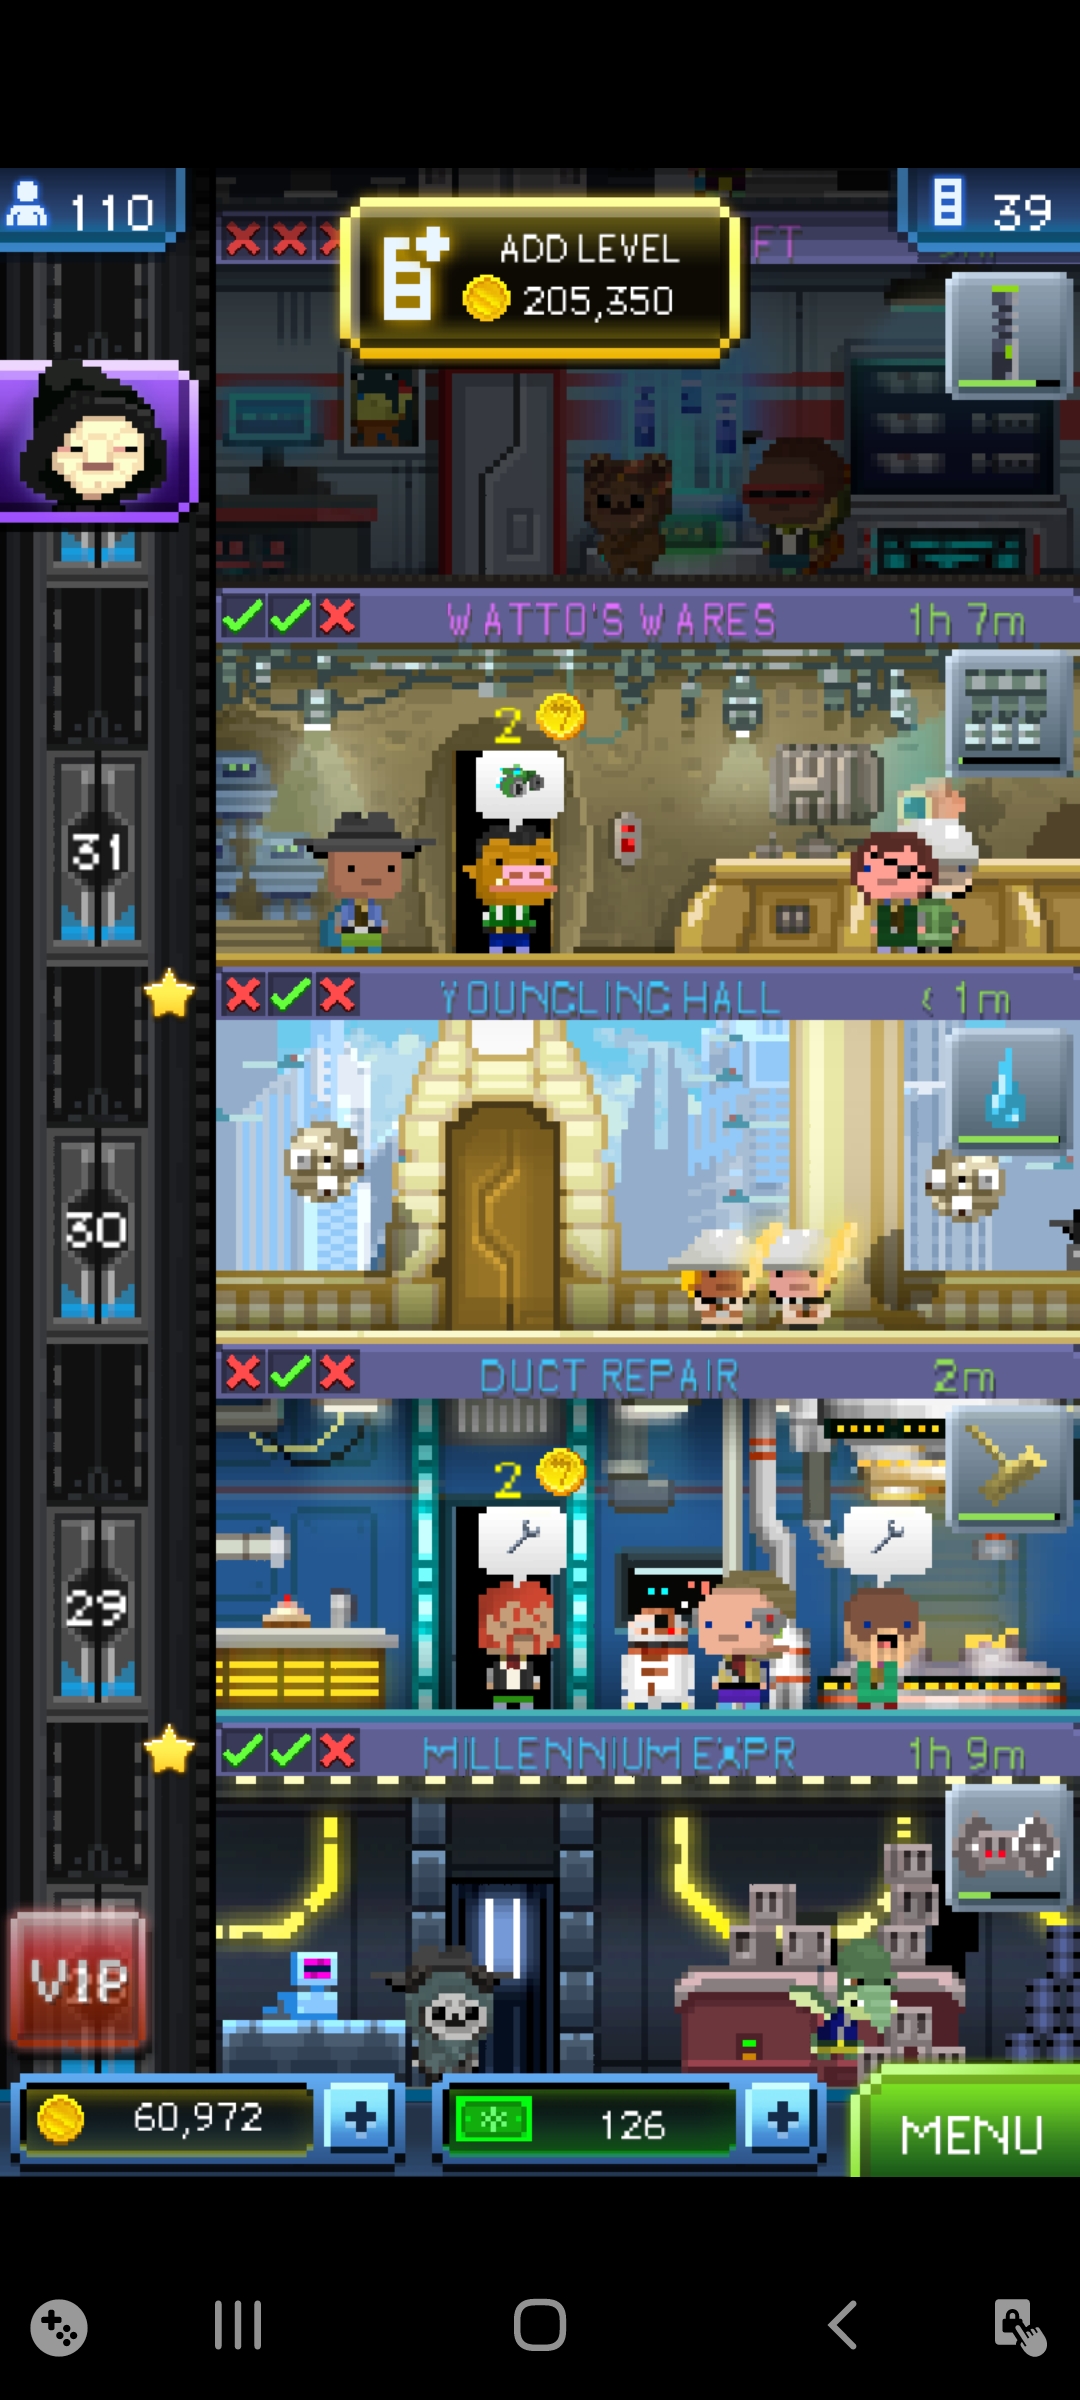 110
39
ADD LEVEL
205,350
FT
WATTO'S WARES
1h 7m
2
31
YOUNGLING HALL
< 1m
30
DUCT REPAIR
2m
2
29
MILLENNIUM EXPR
1h 9m
VIP
60,972
126
MENU